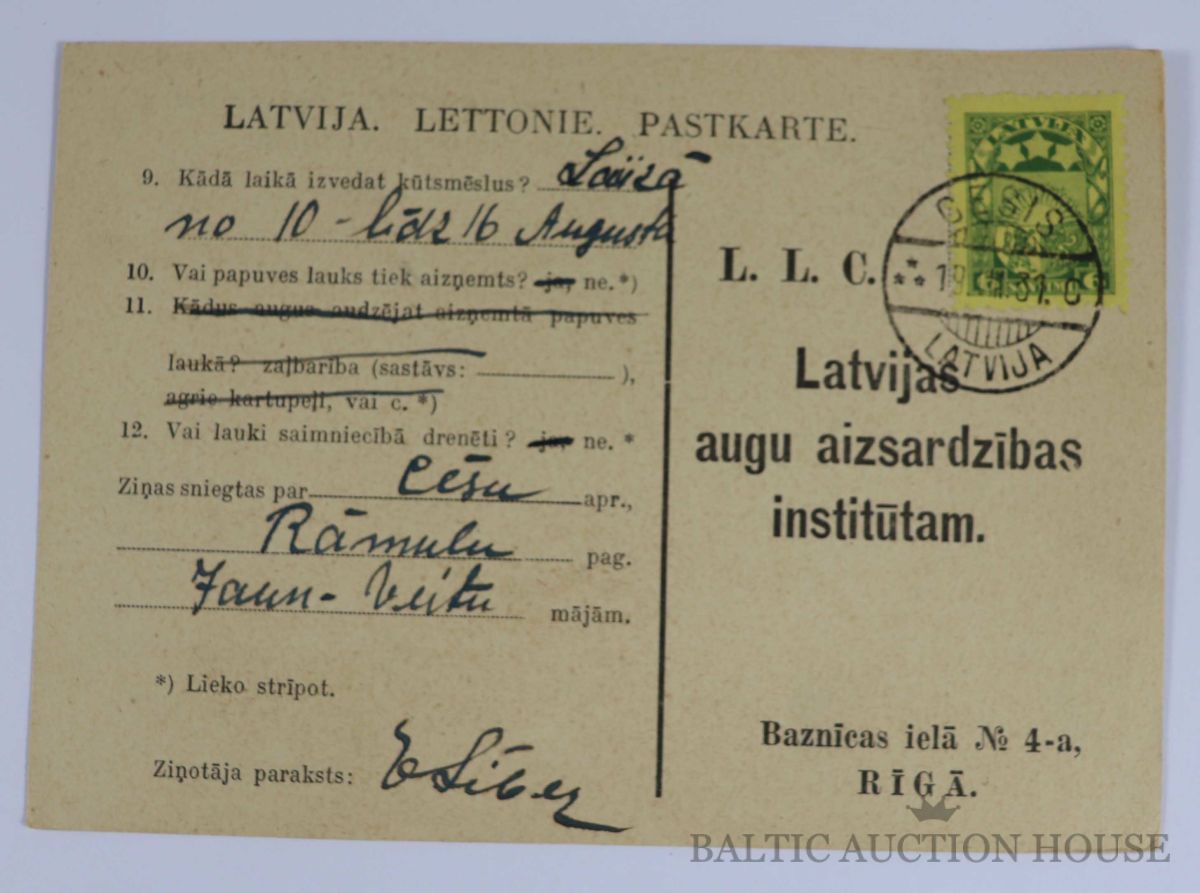 LATVIJA. LETTONIE. PASTKARTE.
9. Kādā laikā izvedat kūtsmēslus?
no 10 - līdz 16 Augusta
10. Vai papuves lauks tiek aizņemts? ja, ne.*)
11. Kādus augus audzējat aizņemtā papuves
laukā? zaļbarība (sastāvs: ),
agrie kartupeļi, vai c. *)
12. Vai lauki saimniecībā drenēti? ja, ne. *
Ziņas sniegtas par Cēsu apr.,
Rāmuļu pag.
Jaun-Veitu mājām.
*) Lieko strīpot.
Ziņotāja paraksts:
LATVIJA
L. L. C.
CĒSIS
LATVIJA
Latvijas
augu aizsardzības
institūtam.
Baznīcas ielā № 4-a,
RĪGĀ.
BALTIC AUCTION HOUSE